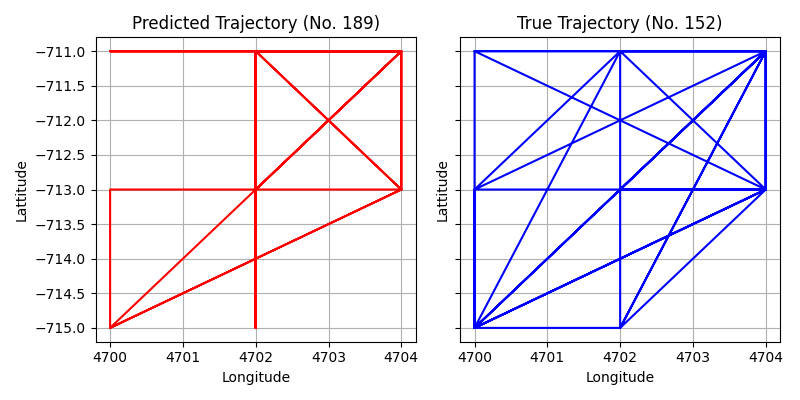 Predicted Trajectory (No. 189)
True Trajectory (No. 152)
−711.0
−711.5
−712.0
−712.5
−713.0
−713.5
−714.0
−714.5
−715.0
Lattitude
Lattitude
4700 4701 4702 4703 4704
4700 4701 4702 4703 4704
Longitude
Longitude